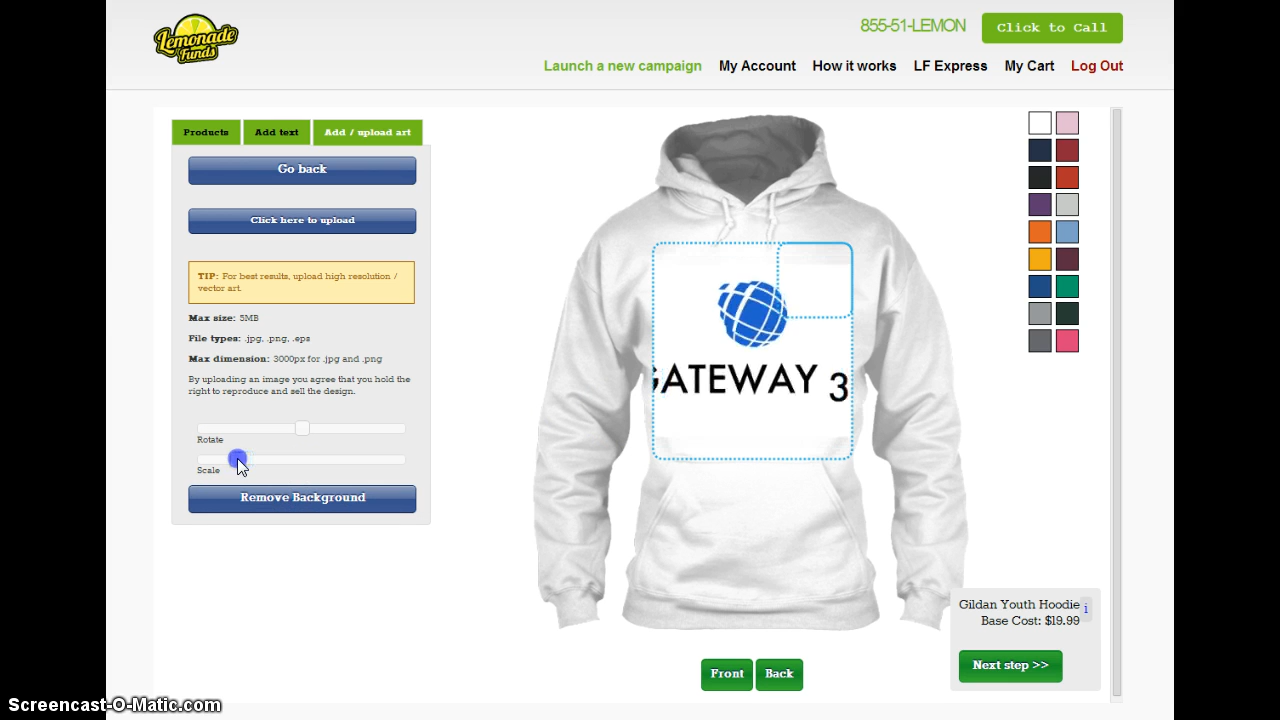 Lemonade
Funds
855-51-LEMON
Click to Call
Launch a new campaign
My Account
How it works
LF Express
My Cart
Log Out
Products
Add text
Add / upload art
Go back
Click here to upload
TIP: For best results, upload high resolution /
vector art.
Max size: 5MB
File types: .jpg, .png, .eps
Max dimension: 3000px for .jpg and .png
By uploading an image you agree that you hold the
right to reproduce and sell the design.
Rotate
Scale
Remove Background
GATEWAY 3
Gildan Youth Hoodie i
Base Cost: $19.99
Next step >>
Front
Back
Screencast-O-Matic.com